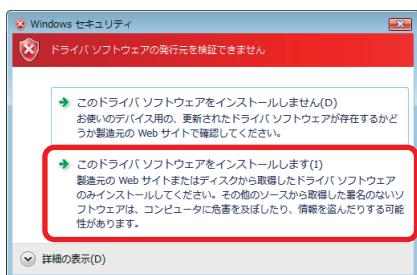 Windows セキュリティ
ドライバ ソフトウェアの発行元を検証できません
このドライバ ソフトウェアをインストールしません(D)
お使いのデバイス用の、更新されたドライバ ソフトウェアが存在するかど
うか製造元の Web サイトで確認してください。
このドライバ ソフトウェアをインストールします(I)
製造元の Web サイトまたはディスクから取得したドライバ ソフトウェア
のみインストールしてください。その他のソースから取得した署名のないソ
フトウェアは、コンピュータに危害を及ぼしたり、情報を盗んだりする可能
性があります。
詳細の表示(D)